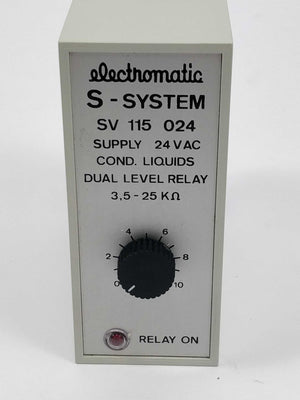 electromatic
S-SYSTEM
SV 115 024
SUPPLY 24 VAC
COND. LIQUIDS
DUAL LEVEL RELAY
3,5-25 KΩ
4 6
2 8
0 10
RELAY ON